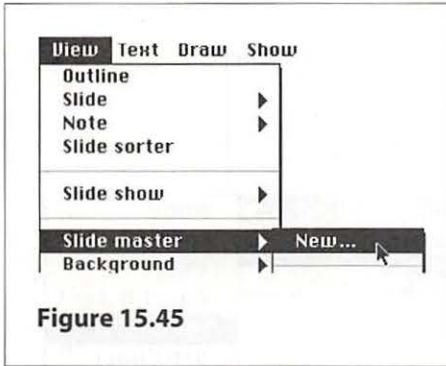 View Text Draw Show
Outline
Slide
Note
Slide sorter
Slide show
Slide master New...
Background
Figure 15.45